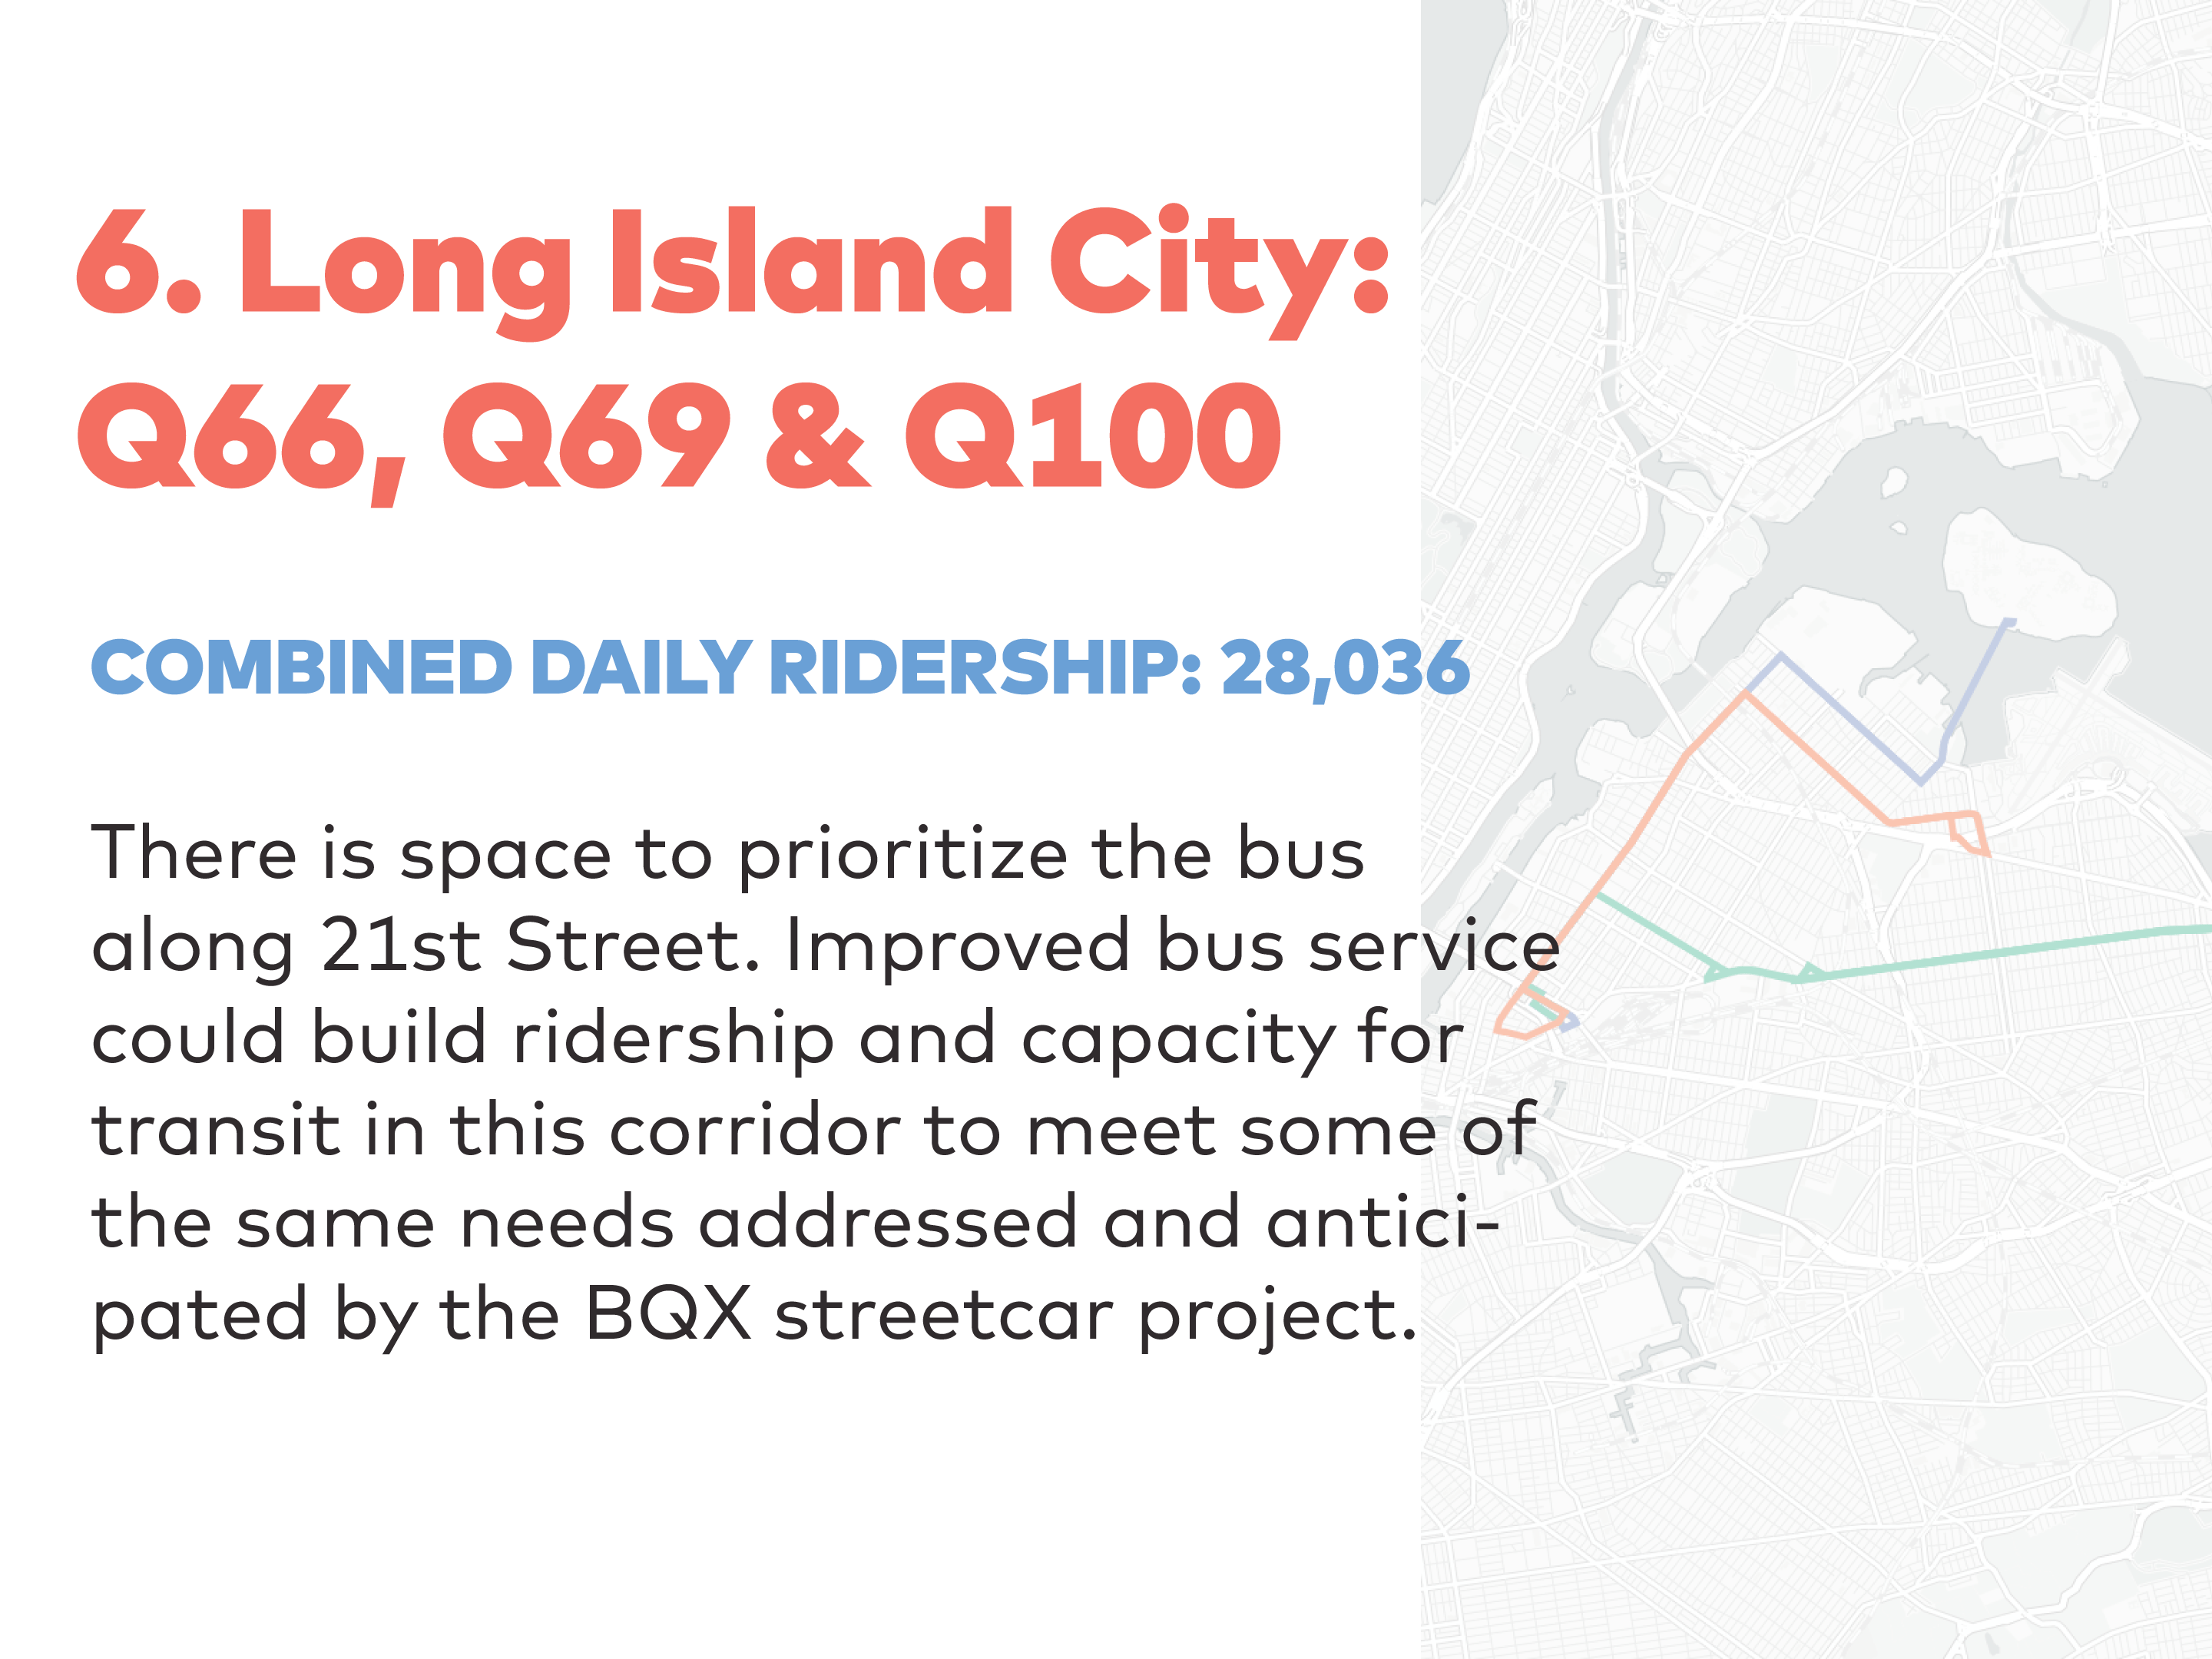 6. Long Island City:
Q66, Q69 & Q100
COMBINED DAILY RIDERSHIP: 28,036
There is space to prioritize the bus
along 21st Street. Improved bus service
could build ridership and capacity for
transit in this corridor to meet some of
the same needs addressed and antici-
pated by the BQX streetcar project.